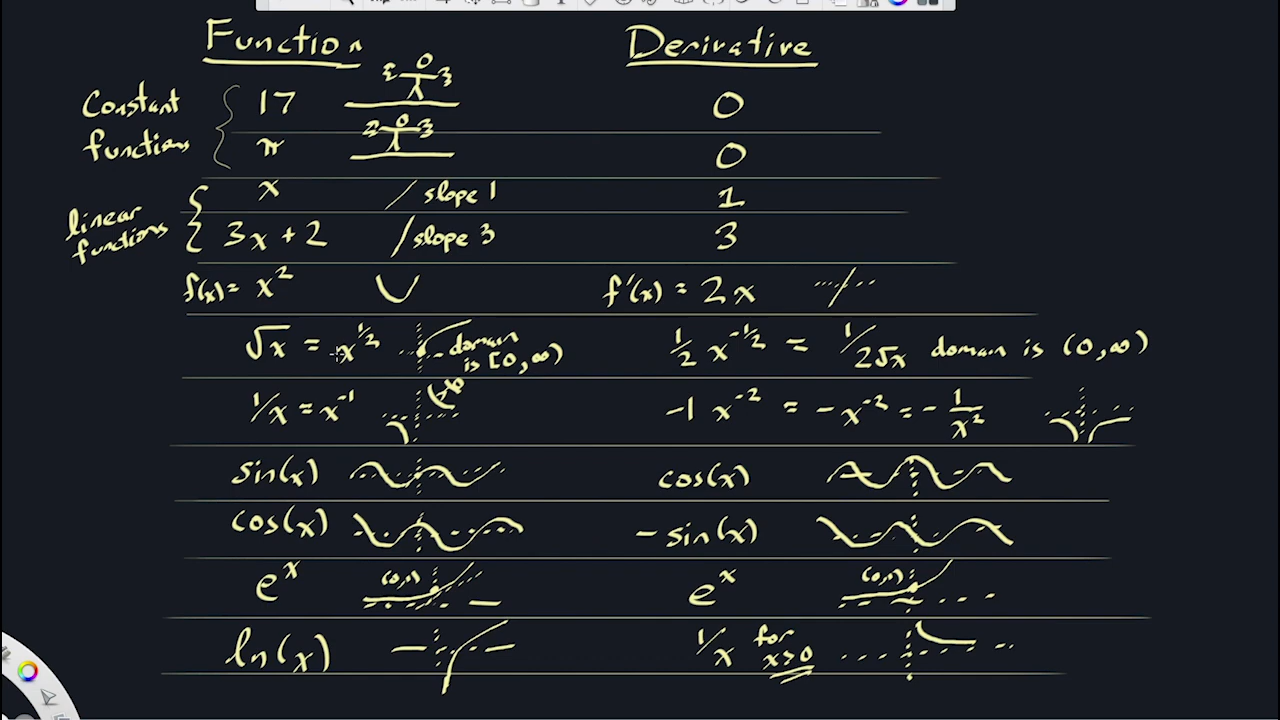 Function Derivative
Constant functions { 17 0
π 0
linear functions { x / slope 1 1
3x + 2 / slope 3 3
f(x) = x² f'(x) = 2x
√x = x^1/2 domain is [0, ∞) 1/2 x^-1/2 = 1/2√x domain is (0, ∞)
1/x = x^-1 -1 x^-2 = -x^-2 = - 1/x²
sin(x) cos(x)
cos(x) -sin(x)
e^x (0,1) e^x (0,1)
ln(x) 1/x for x>0